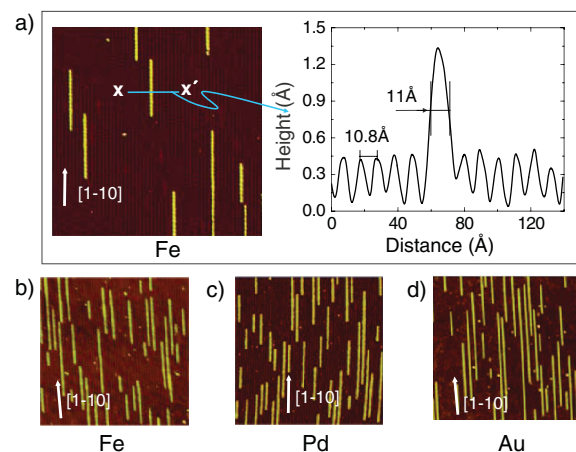 a)
x x′
[1-10]
Fe
Height (Å)
1.5
1.2
0.9
0.6
0.3
0.0
11Å
10.8Å
0 40 80 120
Distance (Å)
b)
[1-10]
Fe
c)
[1-10]
Pd
d)
[1-10]
Au